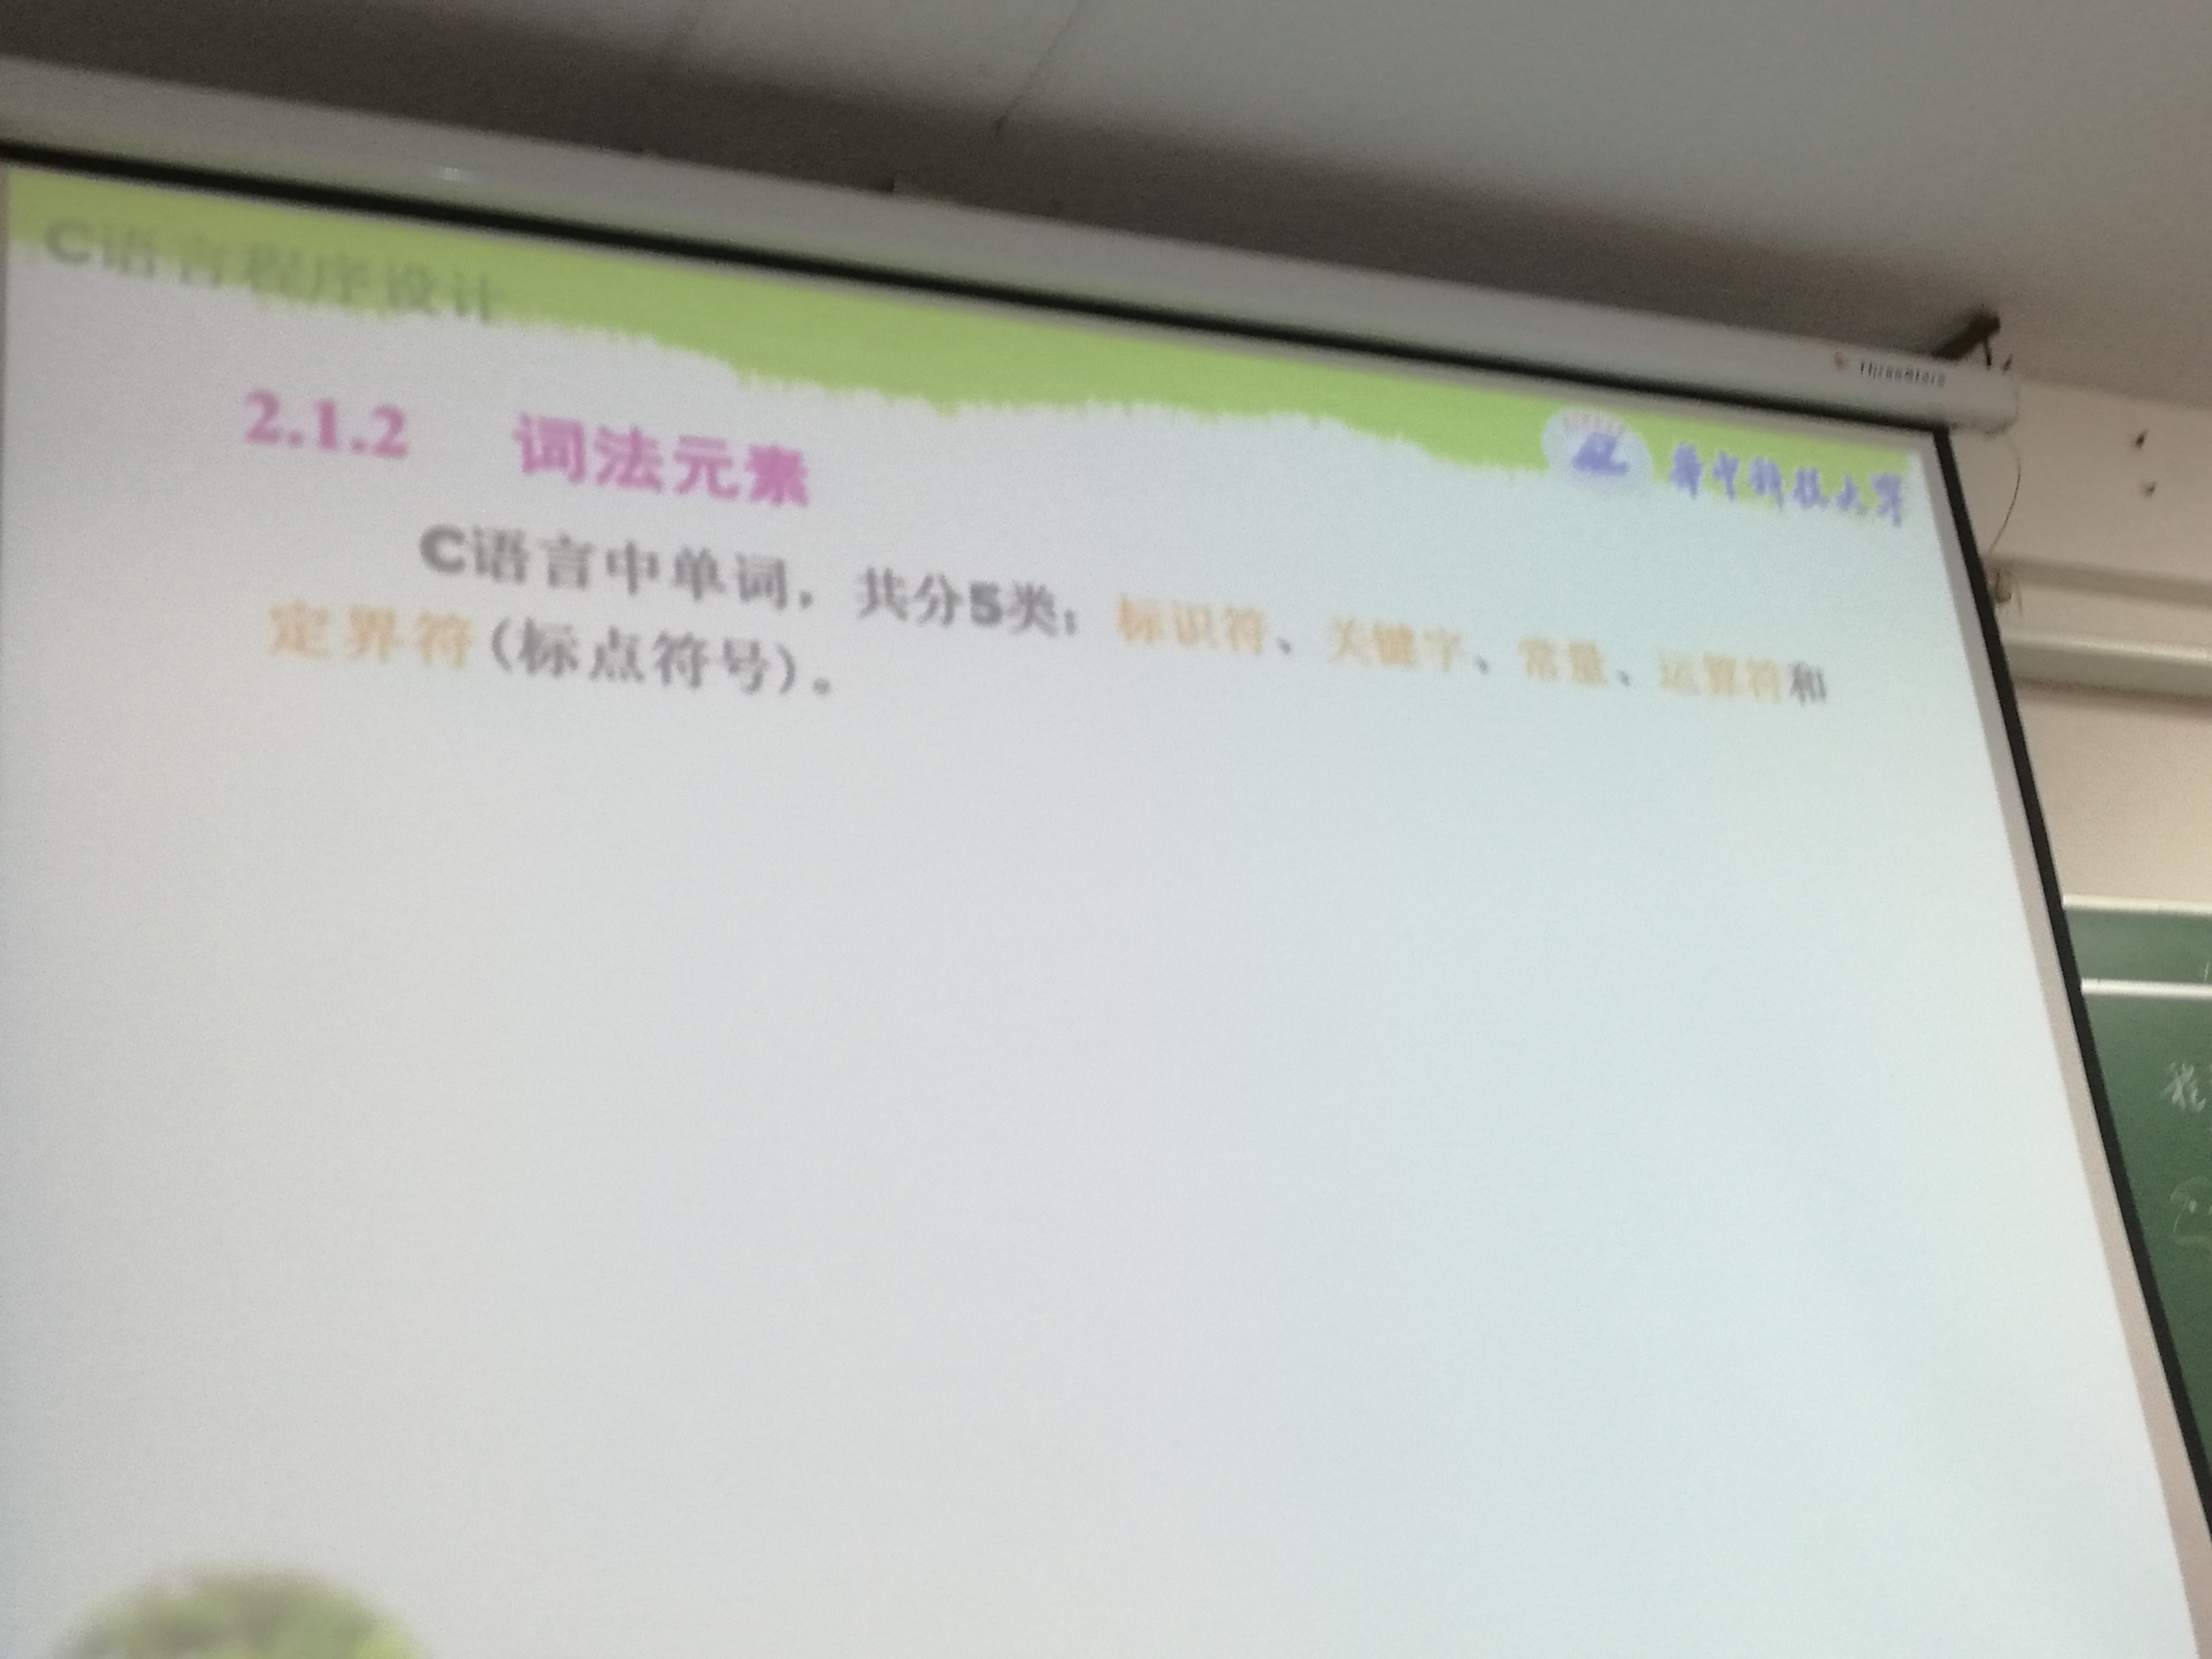 C语言程序设计
华中科技大学
2.1.2 词法元素
C语言中单词，共分5类：标识符、关键字、常量、运算符和
定界符(标点符号)。